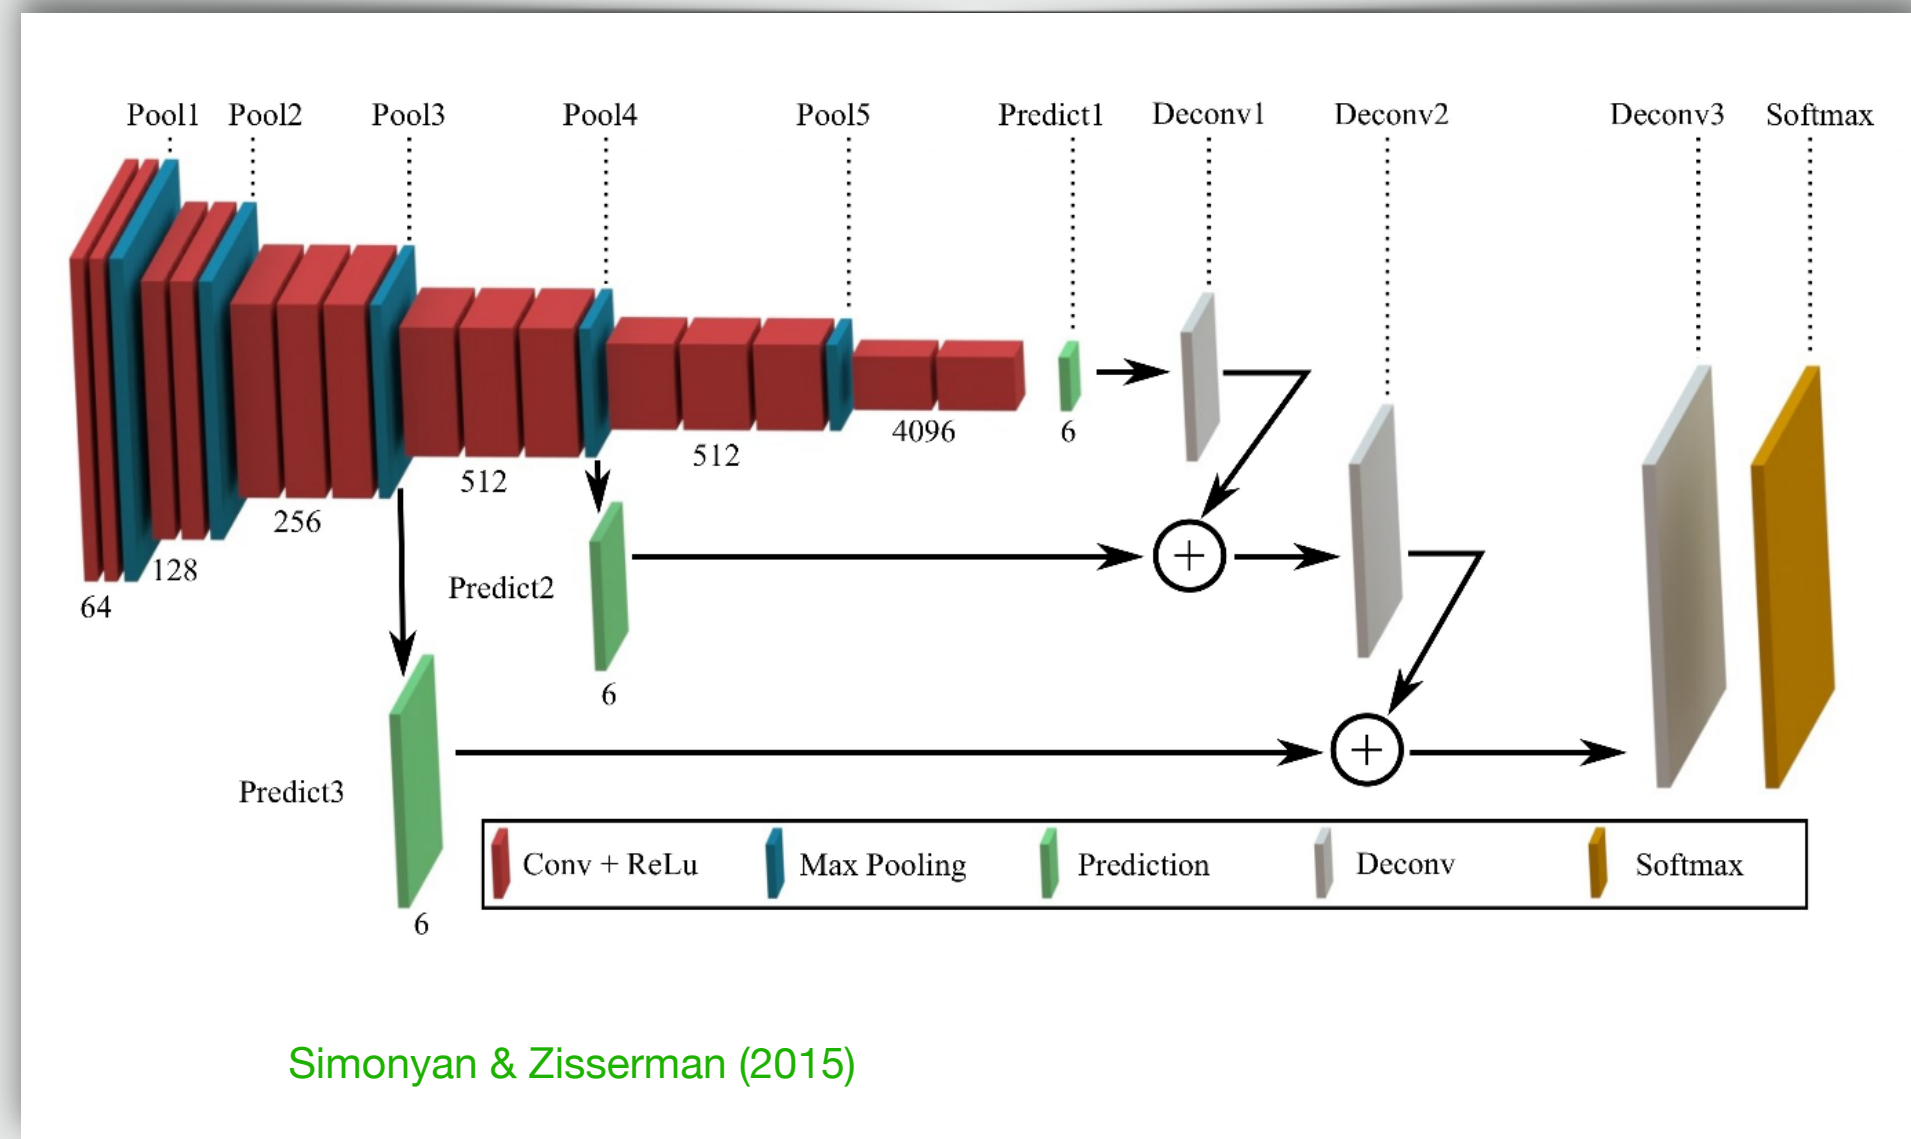 Pool1 Pool2 Pool3 Pool4 Pool5 Predict1 Deconv1 Deconv2 Deconv3 Softmax
4096
6
512
512
256
128
64
Predict2
6
Predict3
6
+
+
Conv + ReLu Max Pooling Prediction Deconv Softmax
Simonyan & Zisserman (2015)